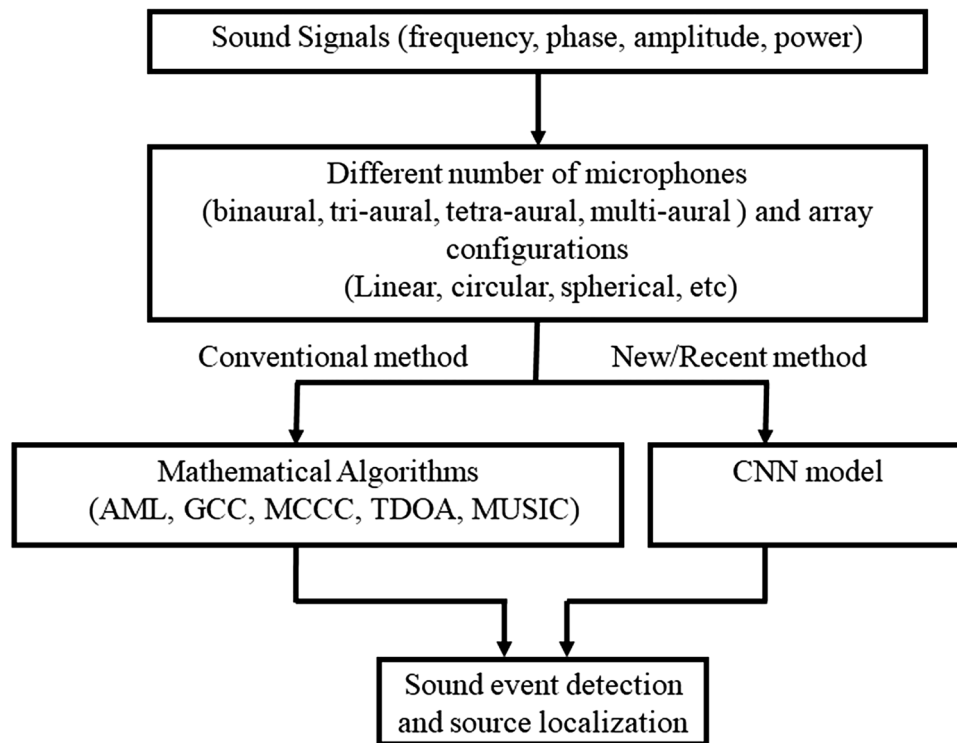 Sound Signals (frequency, phase, amplitude, power)
Different number of microphones
(binaural, tri-aural, tetra-aural, multi-aural ) and array
configurations
(Linear, circular, spherical, etc)
Conventional method
New/Recent method
Mathematical Algorithms
(AML, GCC, MCCC, TDOA, MUSIC)
CNN model
Sound event detection
and source localization